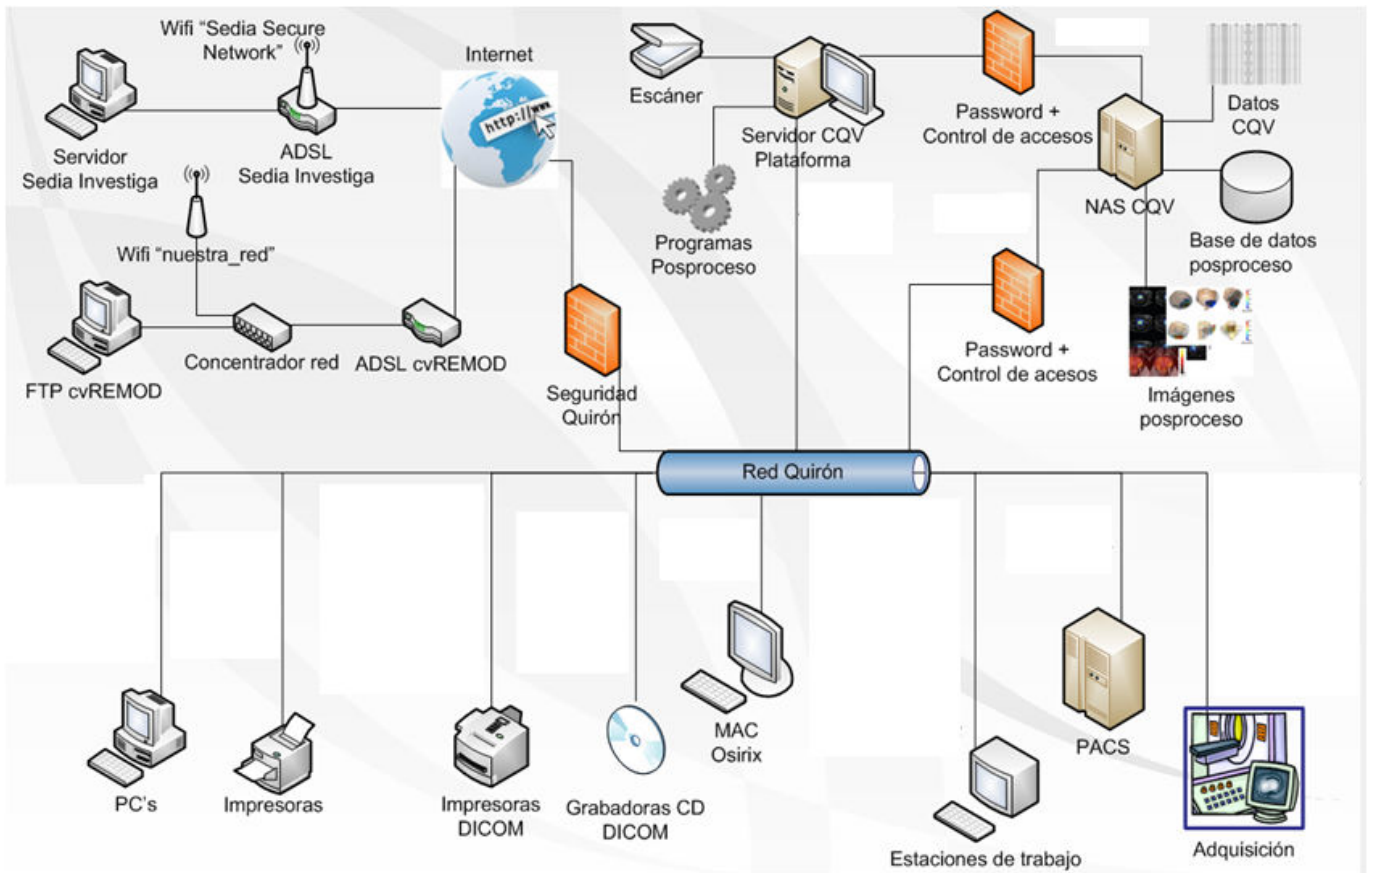 Wifi “Sedia Secure
Network”
Internet
http://www
Servidor
Sedia Investiga
ADSL
Sedia Investiga
Wifi “nuestra_red”
FTP cvREMOD
Concentrador red
ADSL cvREMOD
Seguridad
Quirón
Escáner
Servidor CQV
Plataforma
Programas
Posproceso
Password +
Control de accesos
Datos
CQV
NAS CQV
Base de datos
posproceso
Password +
Control de acesos
Imágenes
posproceso
Red Quirón
PC's
Impresoras
Impresoras
DICOM
Grabadoras CD
DICOM
MAC
Osirix
Estaciones de trabajo
PACS
Adquisición